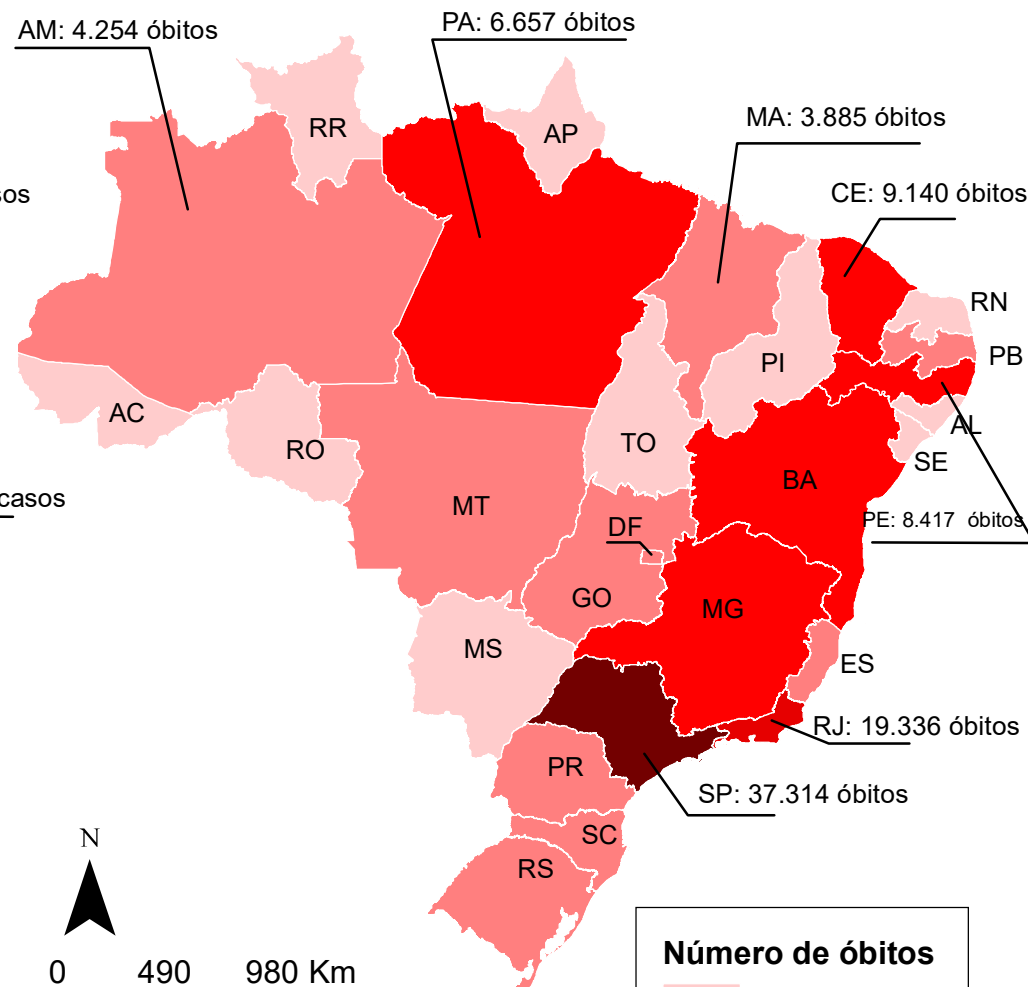 AM: 4.254 óbitos
PA: 6.657 óbitos
RR
AP
MA: 3.885 óbitos
CE: 9.140 óbitos
RN
PB
PI
AC
TO
AL
RO
SE
BA
casos
MT
PE: 8.417 óbitos
DF
GO
MG
MS
ES
RJ: 19.336 óbitos
PR
SP: 37.314 óbitos
SC
N
RS
Número de óbitos
0 490 980 Km